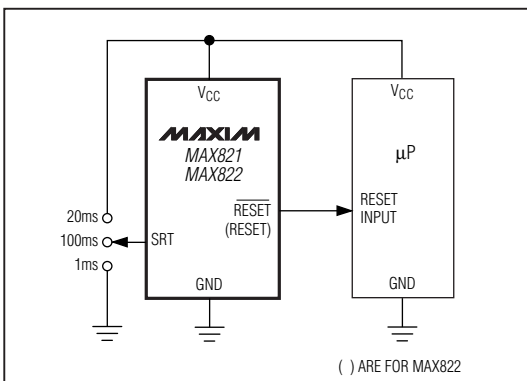 VCC
VCC
MAXIM
MAX821
MAX822
μP
RESET
(RESET)
RESET
INPUT
20ms
100ms
SRT
1ms
GND
GND
( ) ARE FOR MAX822